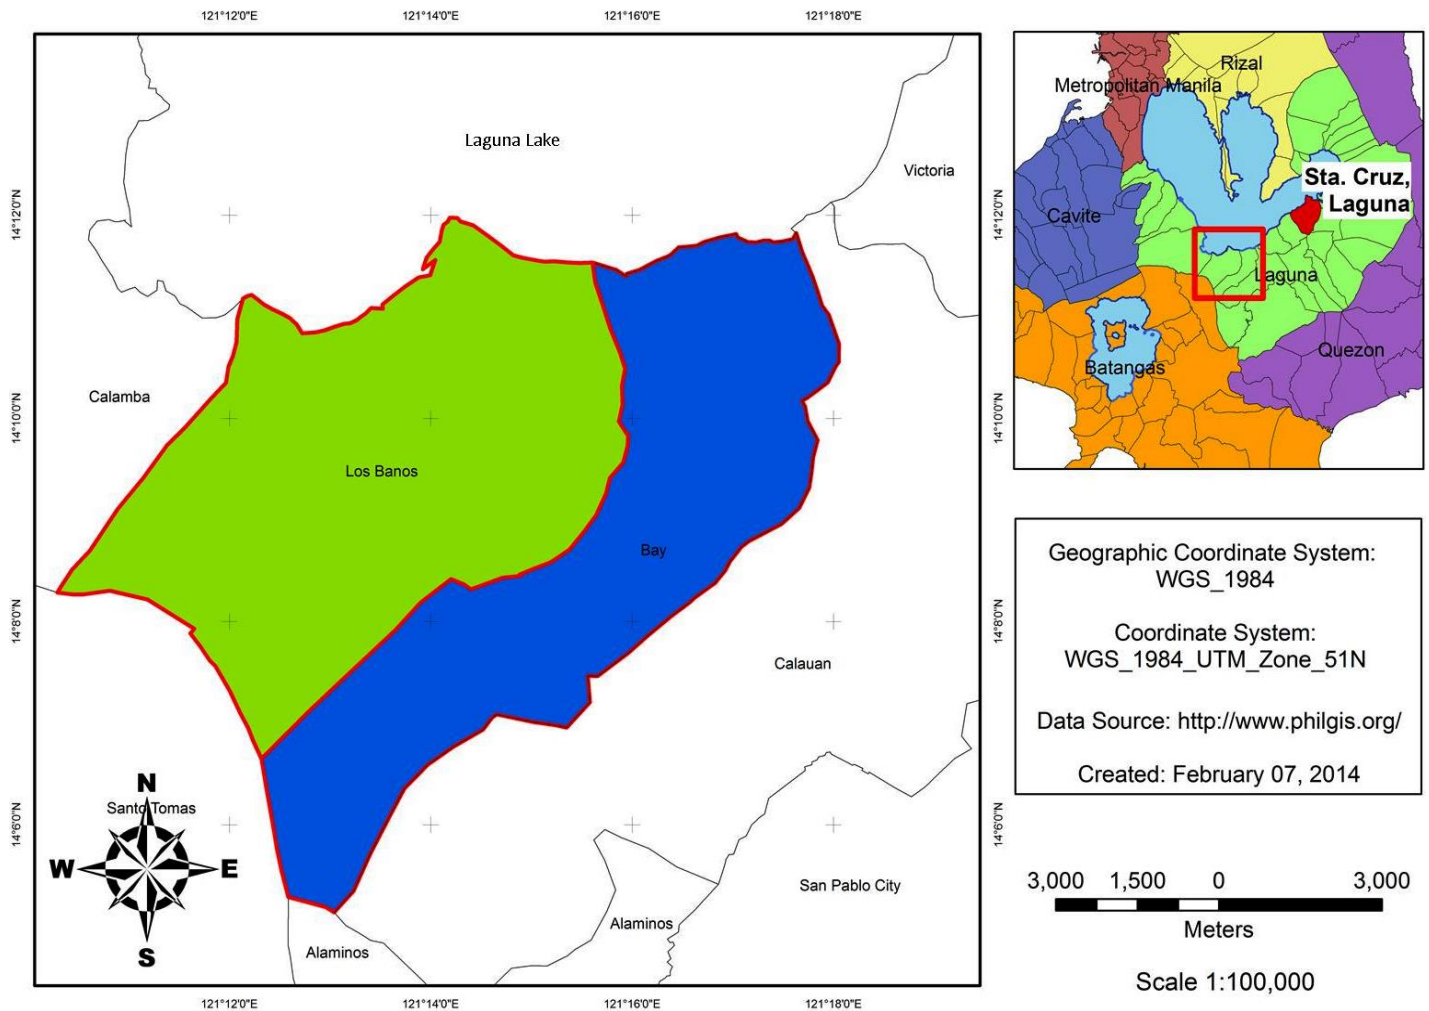 121°12'0"E
121°14'0"E
121°16'0"E
121°18'0"E
14°12'0"N
14°10'0"N
14°8'0"N
14°6'0"N
Laguna Lake
Victoria
Calamba
Los Banos
Bay
Calauan
Santo Tomas
San Pablo City
Alaminos
Alaminos
N
W
E
S
121°12'0"E
121°14'0"E
121°16'0"E
121°18'0"E
14°12'0"N
14°10'0"N
14°8'0"N
14°6'0"N
Rizal
Metropolitan Manila
Sta. Cruz,
Laguna
Cavite
Laguna
Quezon
Batangas
Geographic Coordinate System:
WGS_1984
Coordinate System:
WGS_1984_UTM_Zone_51N
Data Source: http://www.philgis.org/
Created: February 07, 2014
3,000 1,500 0 3,000
Meters
Scale 1:100,000